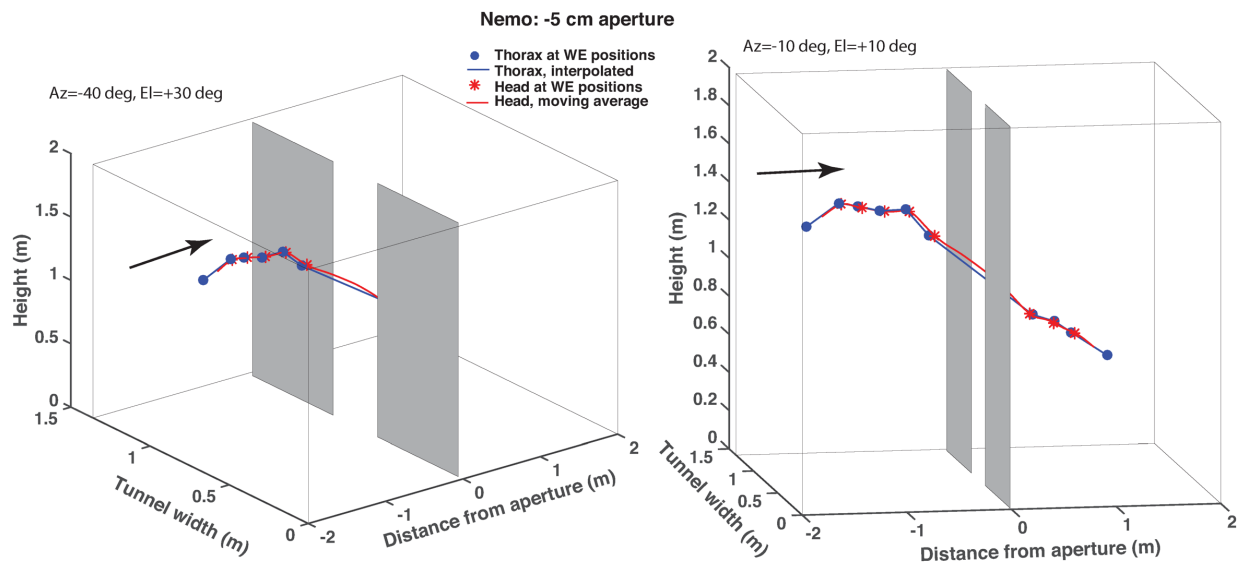 Nemo: -5 cm aperture
Thorax at WE positions
Thorax, interpolated
Head at WE positions
Head, moving average
Az=-40 deg, El=+30 deg
2
1.5
1
0.5
0
Height (m)
1.5
1
0.5
0
Tunnel width (m)
-2
-1
0
1
2
Distance from aperture (m)
Az=-10 deg, El=+10 deg
2
1.8
1.6
1.4
1.2
1
0.8
0.6
0.4
0.2
0
Height (m)
1.5
1
0.5
0
Tunnel width (m)
-2
-1
0
1
2
Distance from aperture (m)